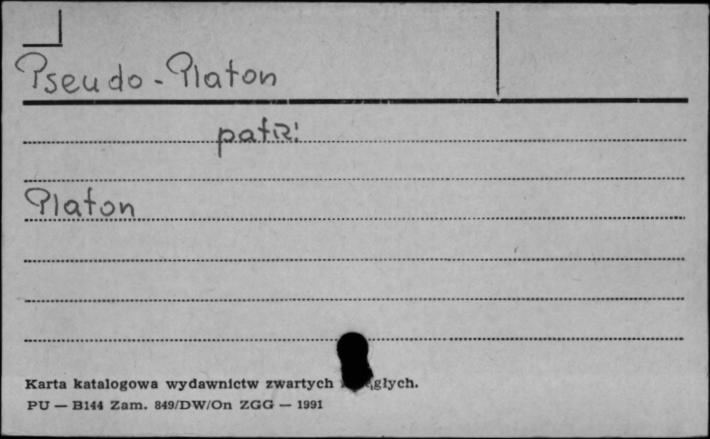 Pseudo-Platon
patrz:
Platon
Karta katalogowa wydawnictw zwartych
PU — B144 Zam. 849/DW/On ZGG — 1991